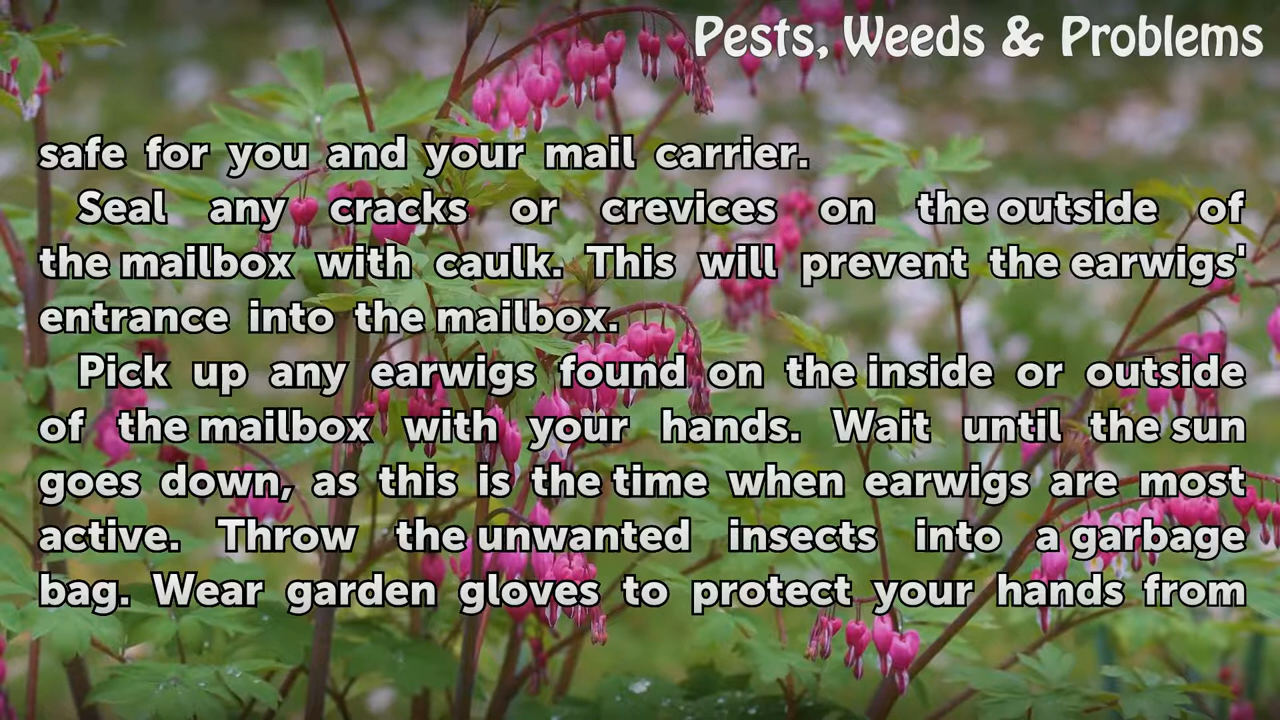 Pests, Weeds & Problems
safe for you and your mail carrier.
Seal any cracks or crevices on the outside of
the mailbox with caulk. This will prevent the earwigs'
entrance into the mailbox.
Pick up any earwigs found on the inside or outside
of the mailbox with your hands. Wait until the sun
goes down, as this is the time when earwigs are most
active. Throw the unwanted insects into a garbage
bag. Wear garden gloves to protect your hands from